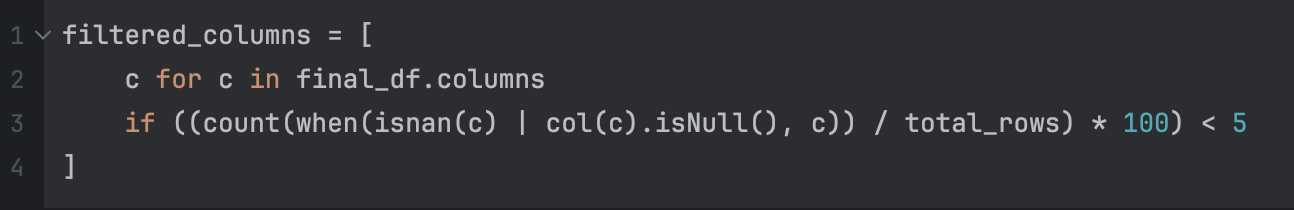 1 filtered_columns = [
2     c for c in final_df.columns
3     if ((count(when(isnan(c) | col(c).isNull(), c)) / total_rows) * 100) < 5
4 ]